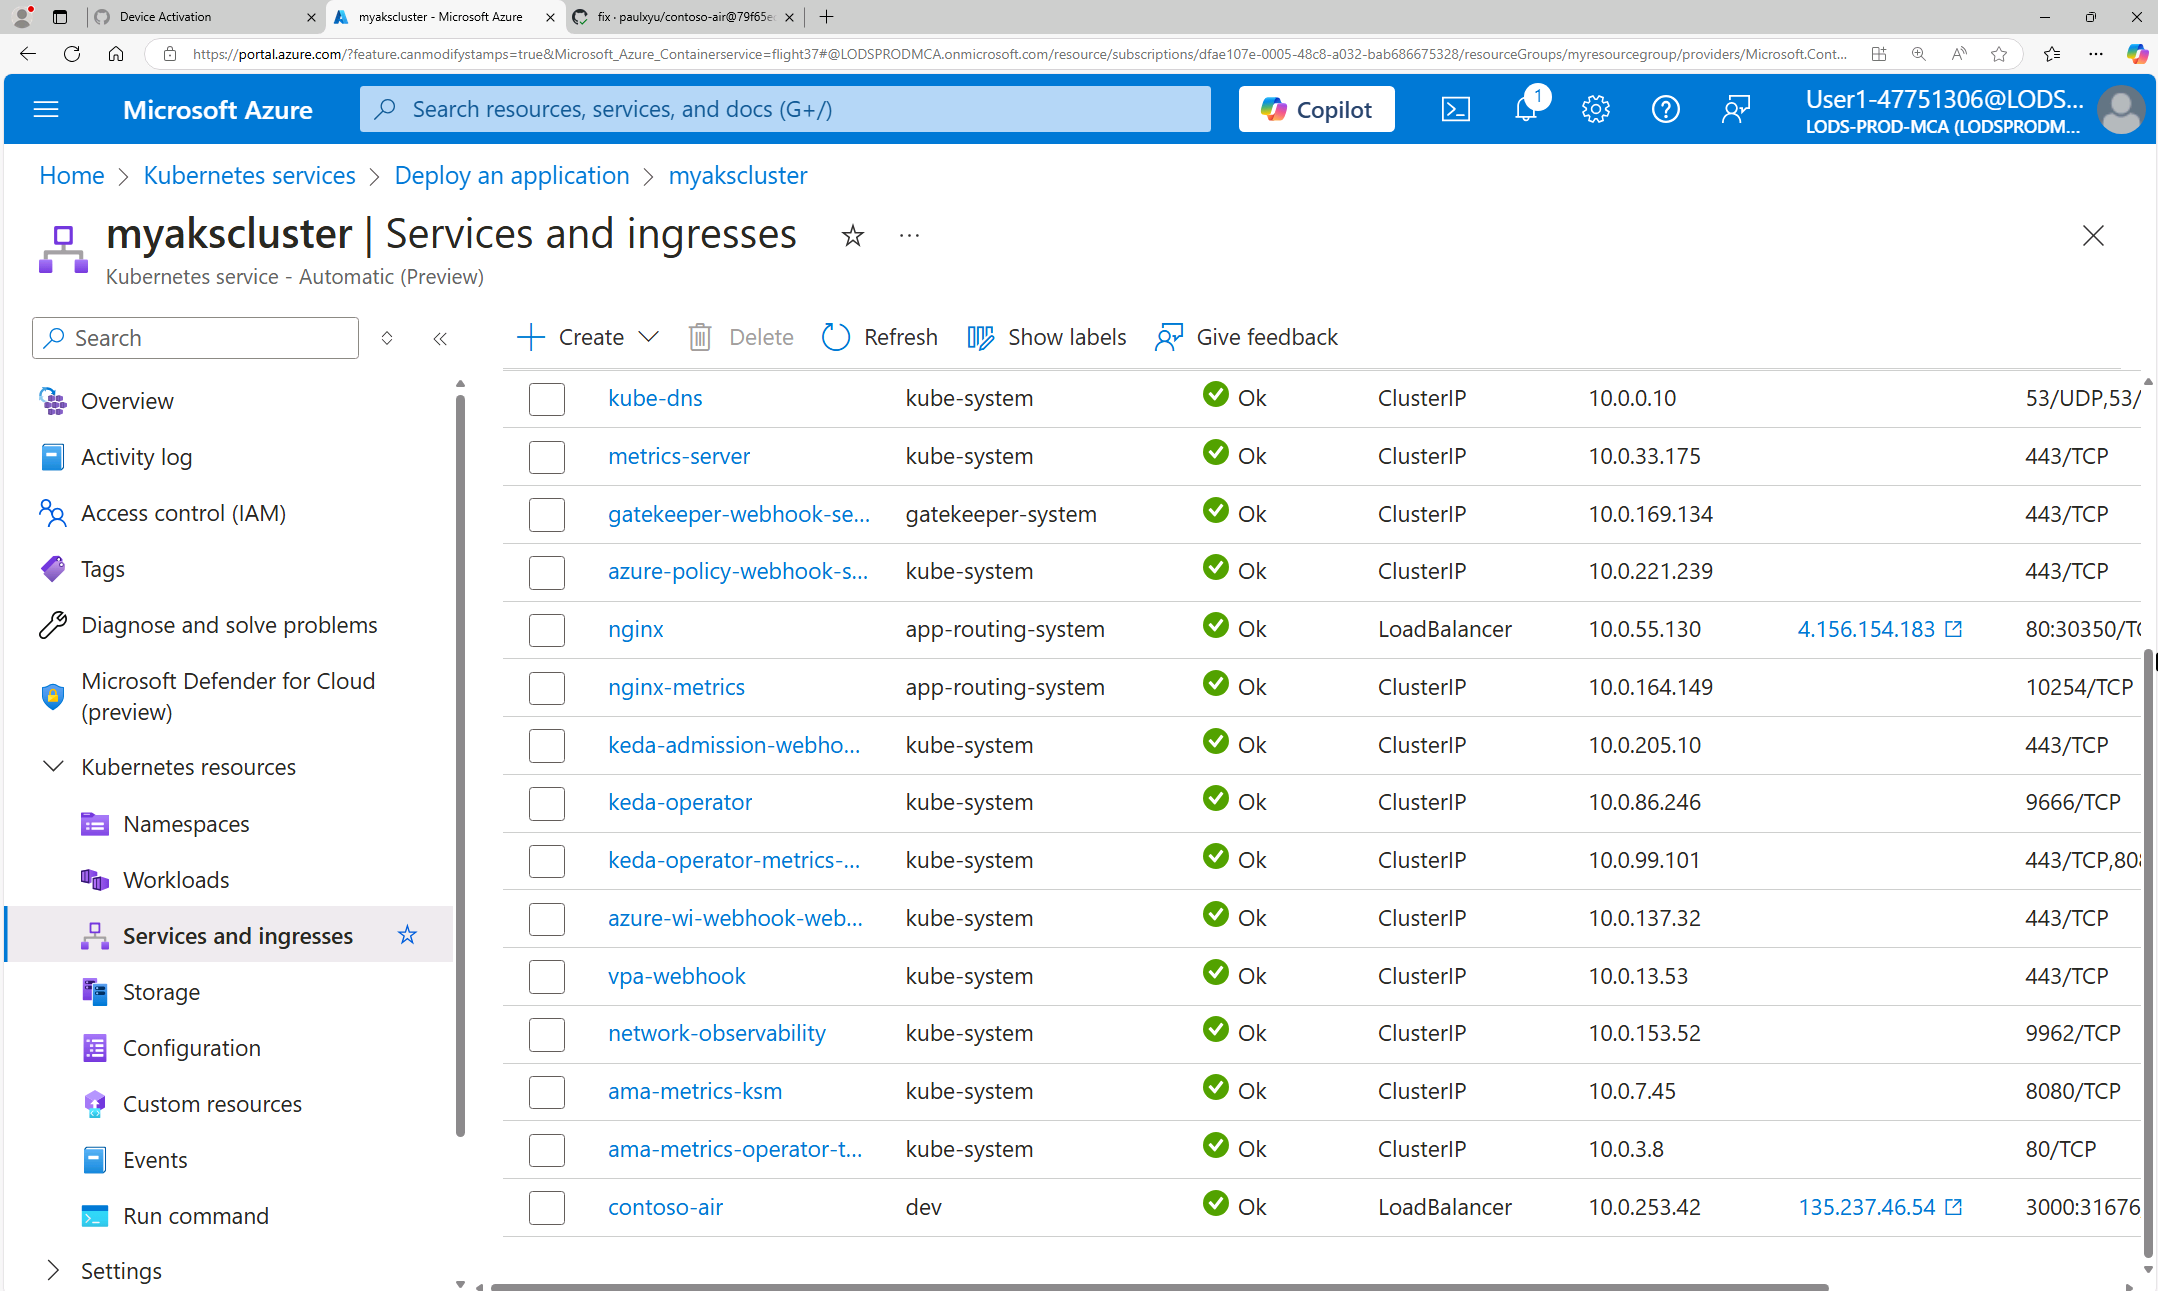 Device Activation
myakscluster - Microsoft Azure
fix · paulxyu/contoso-air@79f65e
https://portal.azure.com/?feature.canmodifystamps=true&Microsoft_Azure_Containerservice=flight37#@LODSPRODMCA.onmicrosoft.com/resource/subscriptions/dfae107e-0005-48c8-a032-bab686675328/resourceGroups/myresourcegroup/providers/Microsoft.Cont...
Microsoft Azure
Search resources, services, and docs (G+/)
Copilot
1
User1-47751306@LODS...
LODS-PROD-MCA (LODSPRODM...
Home > Kubernetes services > Deploy an application > myakscluster
myakscluster | Services and ingresses
Kubernetes service - Automatic (Preview)
Search
Create
Delete
Refresh
Show labels
Give feedback
Overview
Activity log
Access control (IAM)
Tags
Diagnose and solve problems
Microsoft Defender for Cloud
(preview)
Kubernetes resources
Namespaces
Workloads
Services and ingresses
Storage
Configuration
Custom resources
Events
Run command
Settings
kube-dns kube-system Ok ClusterIP 10.0.0.10 53/UDP,53/
metrics-server kube-system Ok ClusterIP 10.0.33.175 443/TCP
gatekeeper-webhook-se... gatekeeper-system Ok ClusterIP 10.0.169.134 443/TCP
azure-policy-webhook-s... kube-system Ok ClusterIP 10.0.221.239 443/TCP
nginx app-routing-system Ok LoadBalancer 10.0.55.130 4.156.154.183 80:30350/TC
nginx-metrics app-routing-system Ok ClusterIP 10.0.164.149 10254/TCP
keda-admission-webho... kube-system Ok ClusterIP 10.0.205.10 443/TCP
keda-operator kube-system Ok ClusterIP 10.0.86.246 9666/TCP
keda-operator-metrics-... kube-system Ok ClusterIP 10.0.99.101 443/TCP,808
azure-wi-webhook-web... kube-system Ok ClusterIP 10.0.137.32 443/TCP
vpa-webhook kube-system Ok ClusterIP 10.0.13.53 443/TCP
network-observability kube-system Ok ClusterIP 10.0.153.52 9962/TCP
ama-metrics-ksm kube-system Ok ClusterIP 10.0.7.45 8080/TCP
ama-metrics-operator-t... kube-system Ok ClusterIP 10.0.3.8 80/TCP
contoso-air dev Ok LoadBalancer 10.0.253.42 135.237.46.54 3000:31676